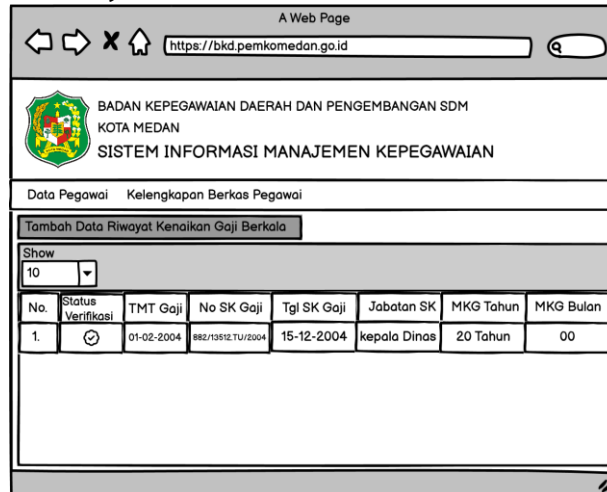 A Web Page
https://bkd.pemkomedan.go.id
BADAN KEPEGAWAIAN DAERAH DAN PENGEMBANGAN SDM
KOTA MEDAN
SISTEM INFORMASI MANAJEMEN KEPEGAWAIAN
Data Pegawai Kelengkapan Berkas Pegawai
Tambah Data Riwayat Kenaikan Gaji Berkala
Show
10
No. Status Verifikasi TMT Gaji No SK Gaji Tgl SK Gaji Jabatan SK MKG Tahun MKG Bulan
1. 01-02-2004 882/13512.TU/2004 15-12-2004 kepala Dinas 20 Tahun 00